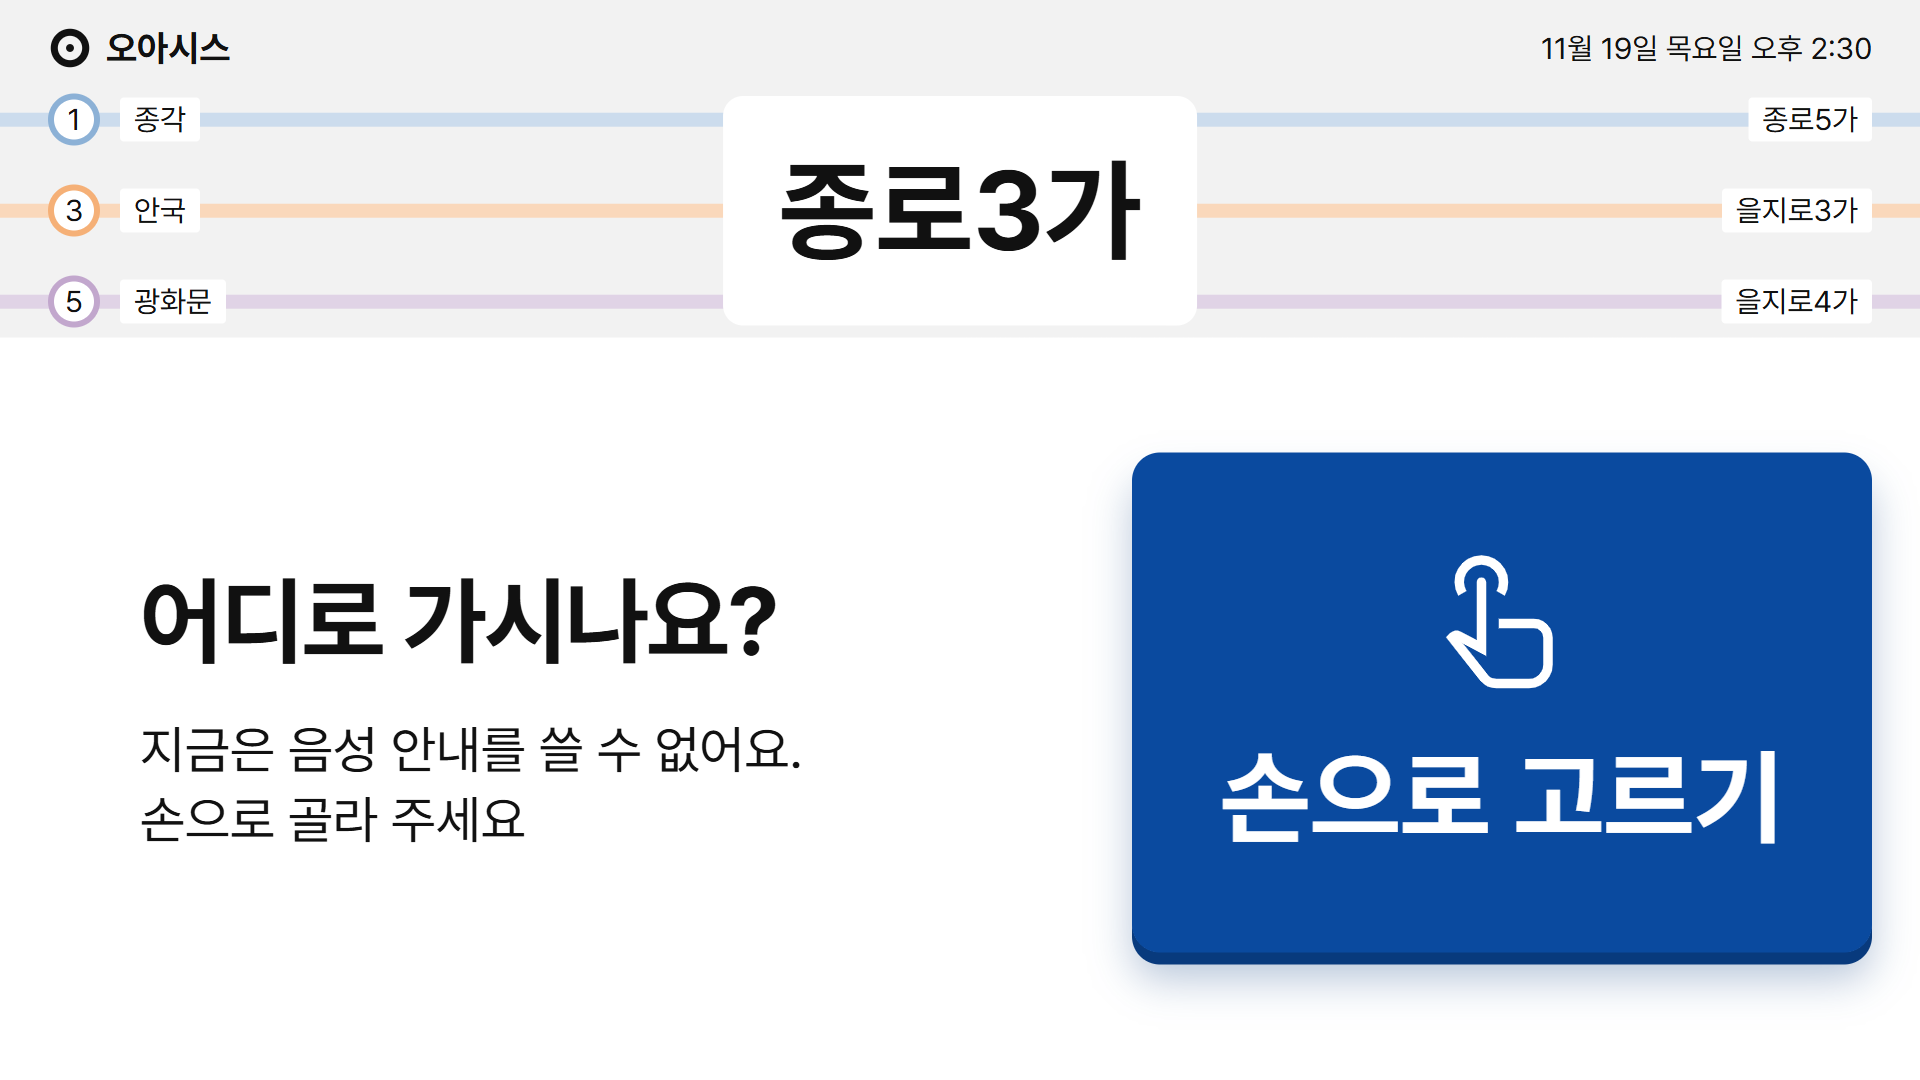 오아시스
11월 19일 목요일 오후 2:30
1 종각
종로5가
종로3가
3 안국
을지로3가
5 광화문
을지로4가
어디로 가시나요?
지금은 음성 안내를 쓸 수 없어요.
손으로 골라 주세요
손으로 고르기